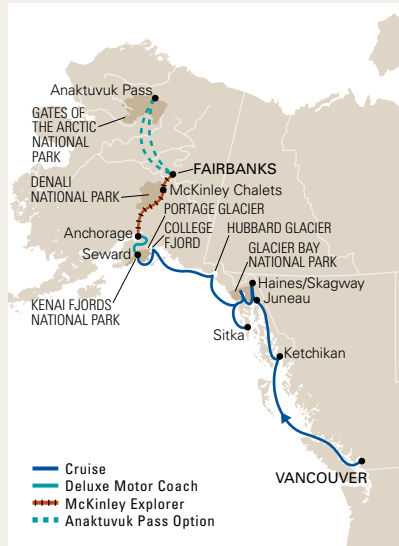 Anaktuvuk Pass
GATES OF
THE ARCTIC
NATIONAL
PARK
FAIRBANKS
DENALI
NATIONAL PARK
McKinley Chalets
PORTAGE GLACIER
Anchorage
COLLEGE
FJORD
HUBBARD GLACIER
Seward
GLACIER BAY
NATIONAL PARK
Haines/Skagway
Juneau
KENAI FJORDS
NATIONAL PARK
Sitka
Ketchikan
VANCOUVER
Cruise
Deluxe Motor Coach
McKinley Explorer
Anaktuvuk Pass Option